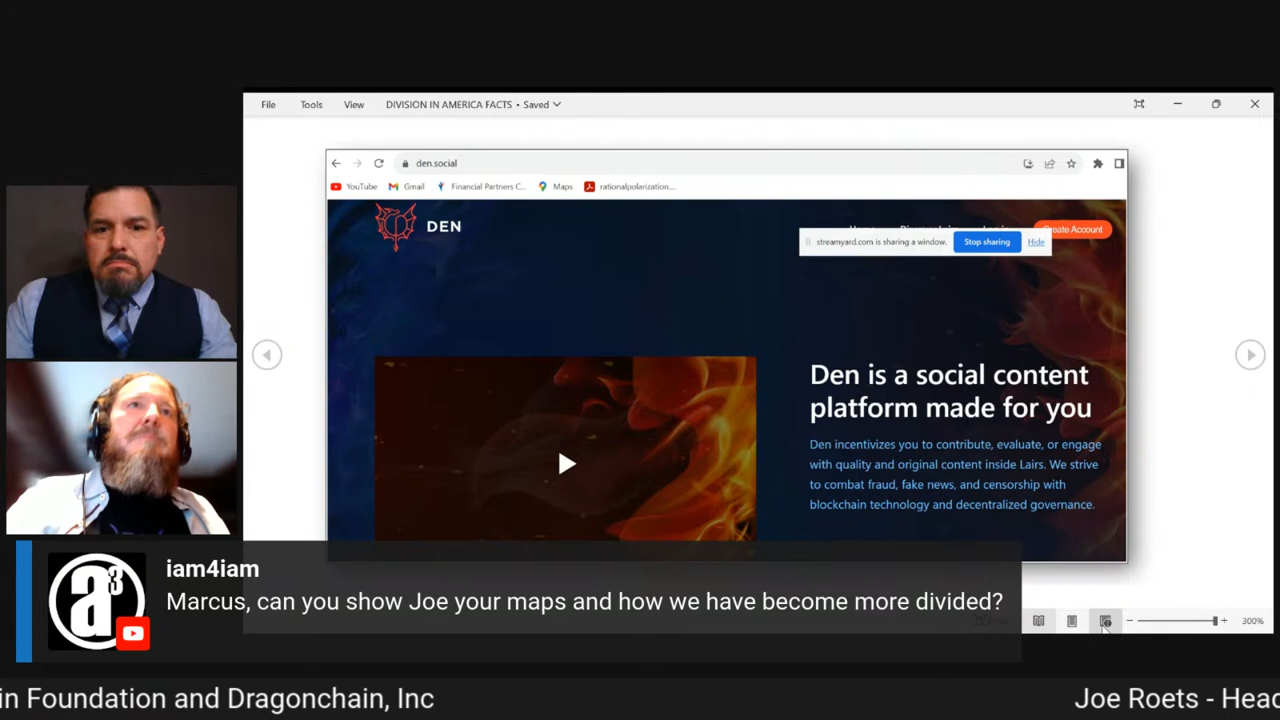 File Tools View DIVISION IN AMERICA FACTS • Saved
den.social
YouTube Gmail Financial Partners C... Maps rationalpolarization,...
DEN
Create Account
streamyard.com is sharing a window. Stop sharing Hide
Den is a social content
platform made for you
Den incentivizes you to contribute, evaluate, or engage
with quality and original content inside Lairs. We strive
to combat fraud, fake news, and censorship with
blockchain technology and decentralized governance.
a3
iam4iam
Marcus, can you show Joe your maps and how we have become more divided?
300%
in Foundation and Dragonchain, Inc
Joe Roets - Head